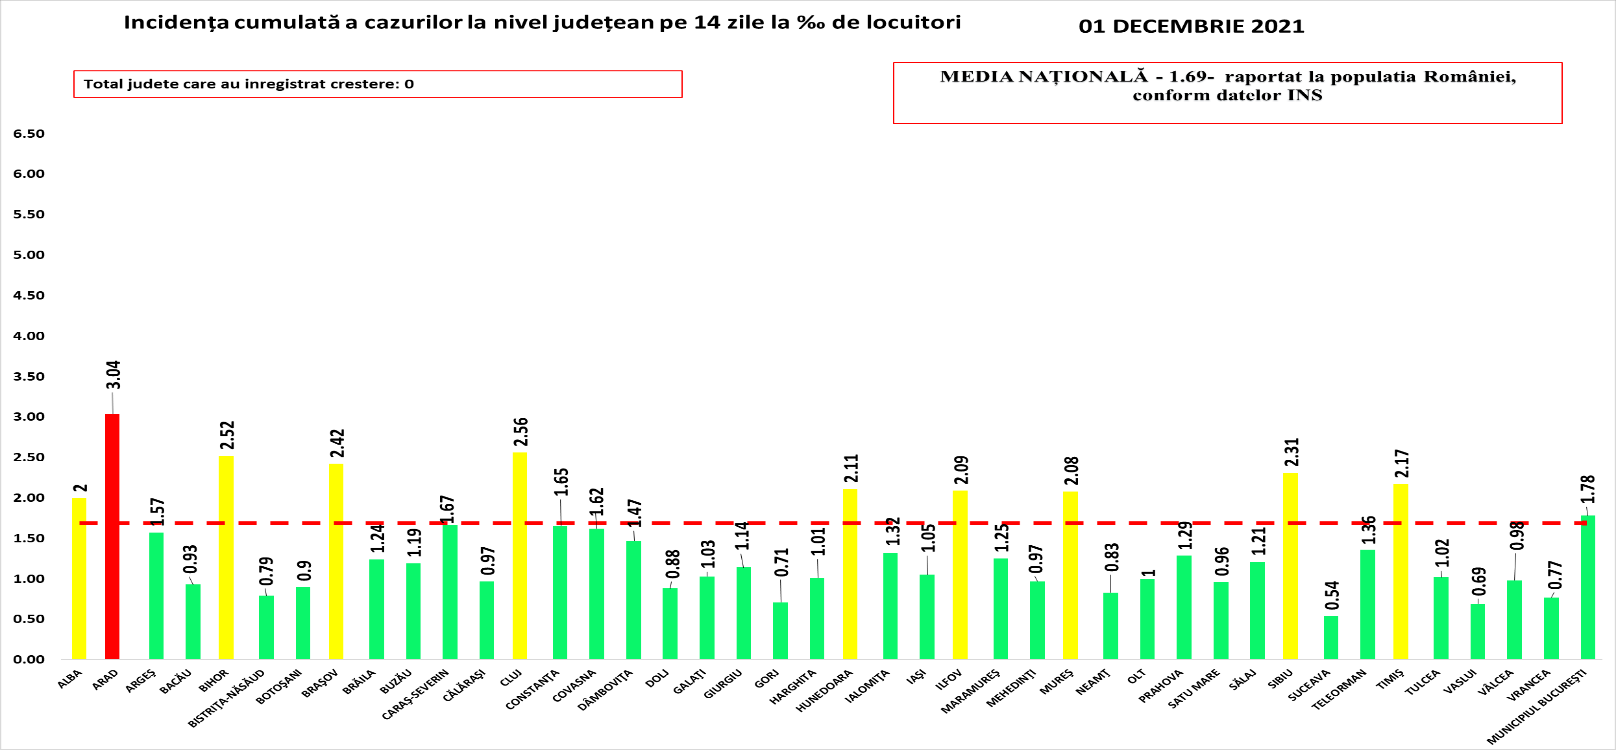 Incidența cumulată a cazurilor la nivel județean pe 14 zile la ‰ de locuitori
01 DECEMBRIE 2021
Total judete care au inregistrat crestere: 0
MEDIA NAȚIONALĂ - 1.69- raportat la populatia României,
conform datelor INS
6.50
6.00
5.50
5.00
4.50
4.00
3.50
3.00
2.50
2.00
1.50
1.00
0.50
0.00
2
3.04
1.57
0.93
2.52
0.79
0.9
2.42
1.24
1.19
1.67
0.97
2.56
1.65
1.62
1.47
0.88
1.03
1.14
0.71
1.01
2.11
1.32
1.05
2.09
1.25
0.97
2.08
0.83
1
1.29
0.96
1.21
2.31
0.54
1.36
2.17
1.02
0.69
0.98
0.77
1.78
ALBA
ARAD
ARGEȘ
BACĂU
BIHOR
BISTRIȚA-NĂSĂUD
BOTOȘANI
BRAȘOV
BRĂILA
BUZĂU
CARAȘ-SEVERIN
CĂLĂRAȘI
CLUJ
CONSTANȚA
COVASNA
DÂMBOVIȚA
DOLJ
GALAȚI
GIURGIU
GORJ
HARGHITA
HUNEDOARA
IALOMIȚA
IAȘI
ILFOV
MARAMUREȘ
MEHEDINȚI
MUREȘ
NEAMȚ
OLT
PRAHOVA
SATU MARE
SĂLAJ
SIBIU
SUCEAVA
TELEORMAN
TIMIȘ
TULCEA
VASLUI
VÂLCEA
VRANCEA
MUNICIPIUL BUCUREȘTI